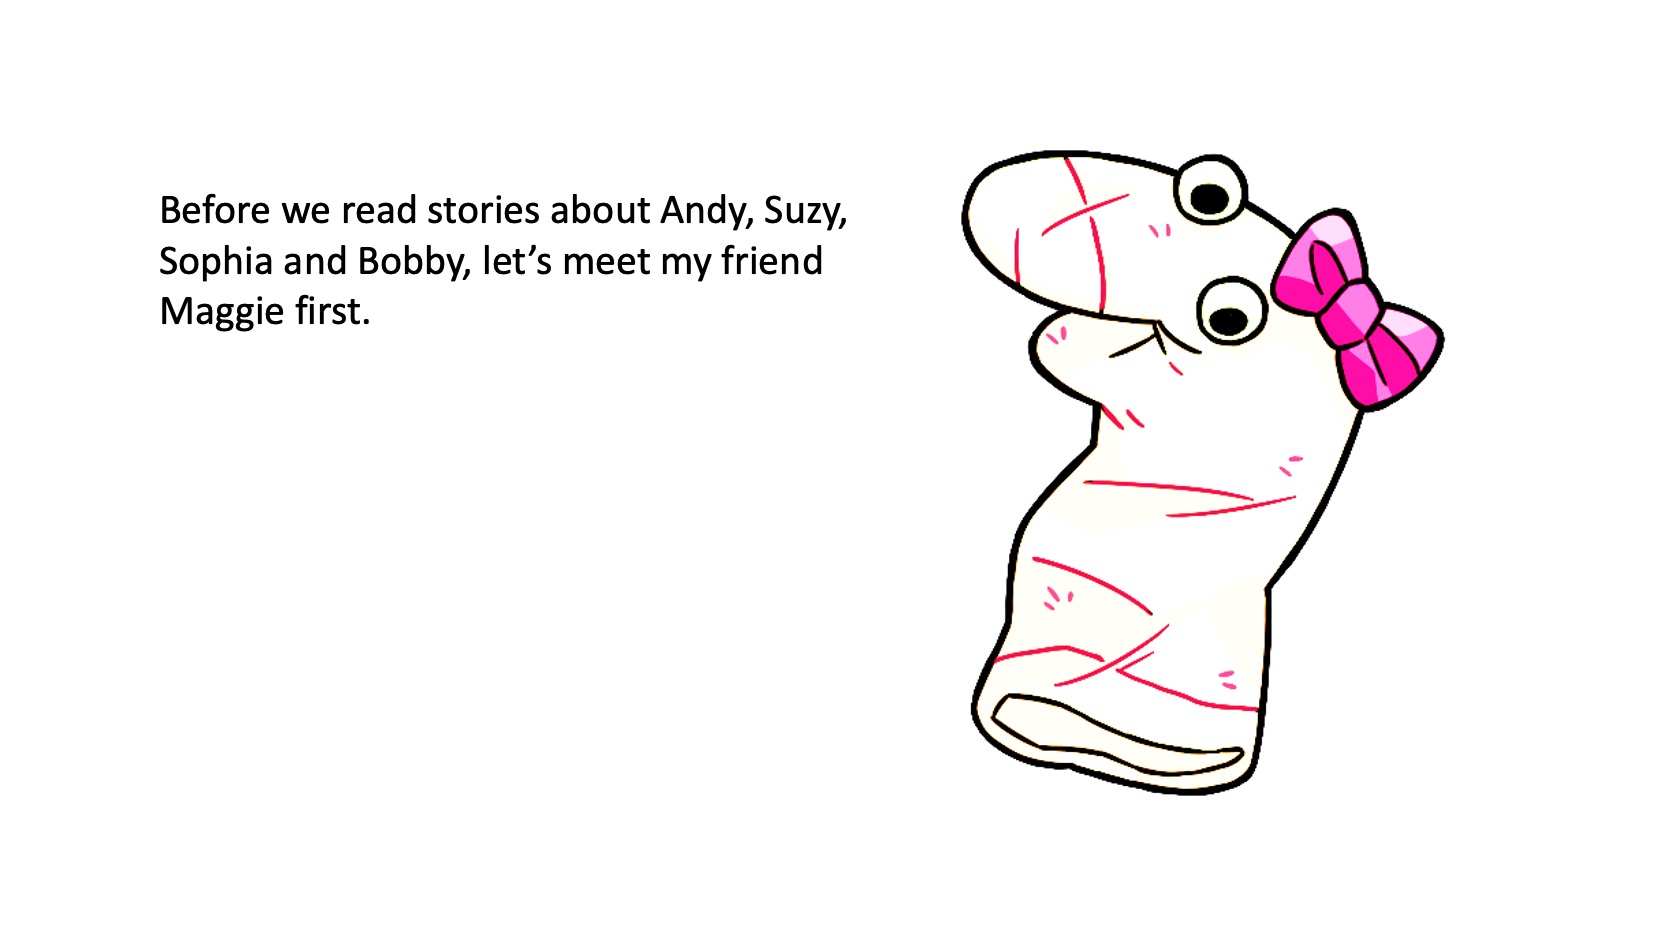 Before we read stories about Andy, Suzy,
Sophia and Bobby, let’s meet my friend
Maggie first.